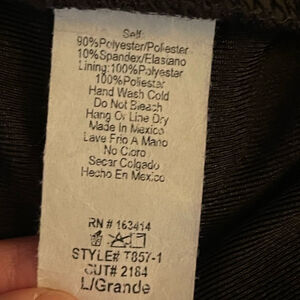 Self:
90%Polyester/Poliester
10%Spandex/Elasiano
Lining:100%Polyester
100%Poliester
Hand Wash Cold
Do Not Bleach
Hang Or Line Dry
Made In Mexico
Lave Frio A Mano
No Cloro
Secar Colgado
Hecho En Mexico
RN # 163414
STYLE# T857-1
CUT# 2184
L/Grande